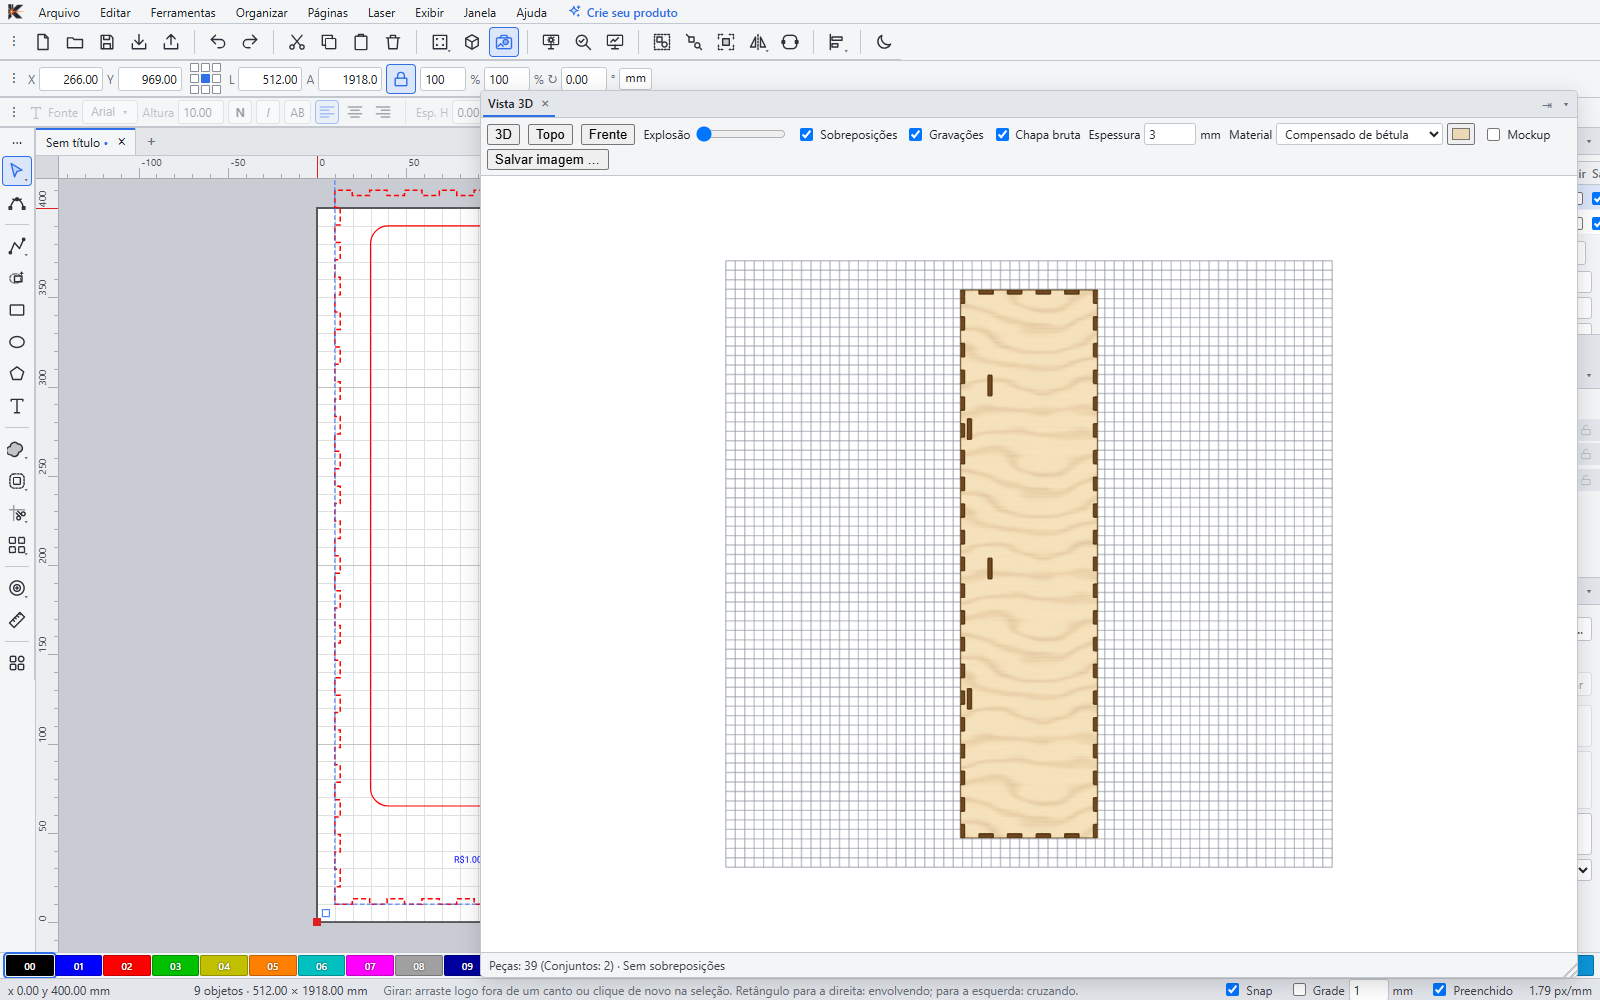 Arquivo Editar Ferramentas Organizar Páginas Laser Exibir Janela Ajuda Crie seu produto
X 266.00 Y 969.00 L 512.00 A 1918.0 100 % 100 % 0.00 ° mm
Fonte Arial Altura 10.00 N I AB Esp. H 0.00
Vista 3D ×
Sem título • × +
3D Topo Frente Explosão Sobreposições Gravações Chapa bruta Espessura 3 mm Material Compensado de bétula Mockup
Salvar imagem ...
-100 -50 0 50
400
350
300
250
200
150
100
50
0
R$1.00
00 01 02 03 04 05 06 07 08 09
Peças: 39 (Conjuntos: 2) · Sem sobreposições
x 0.00 y 400.00 mm 9 objetos · 512.00 × 1918.00 mm Girar: arraste logo fora de um canto ou clique de novo na seleção. Retângulo para a direita: envolvendo; para a esquerda: cruzando. Snap Grade 1 mm Preenchido 1.79 px/mm